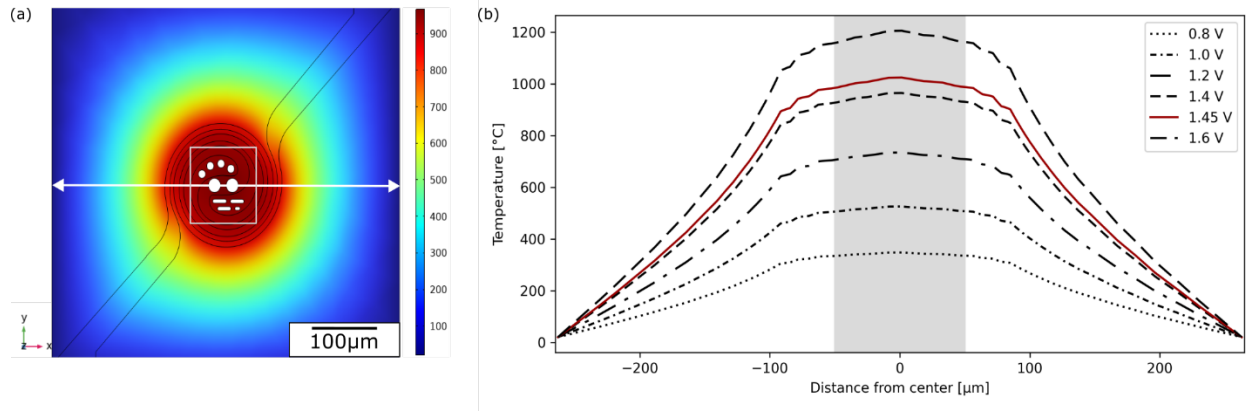 (a)
900
800
700
600
500
400
300
200
100
y
z
x
100μm
(b)
Temperature [°C]
1200
1000
800
600
400
200
0
−200
−100
0
100
200
Distance from center [μm]
0.8 V
1.0 V
1.2 V
1.4 V
1.45 V
1.6 V